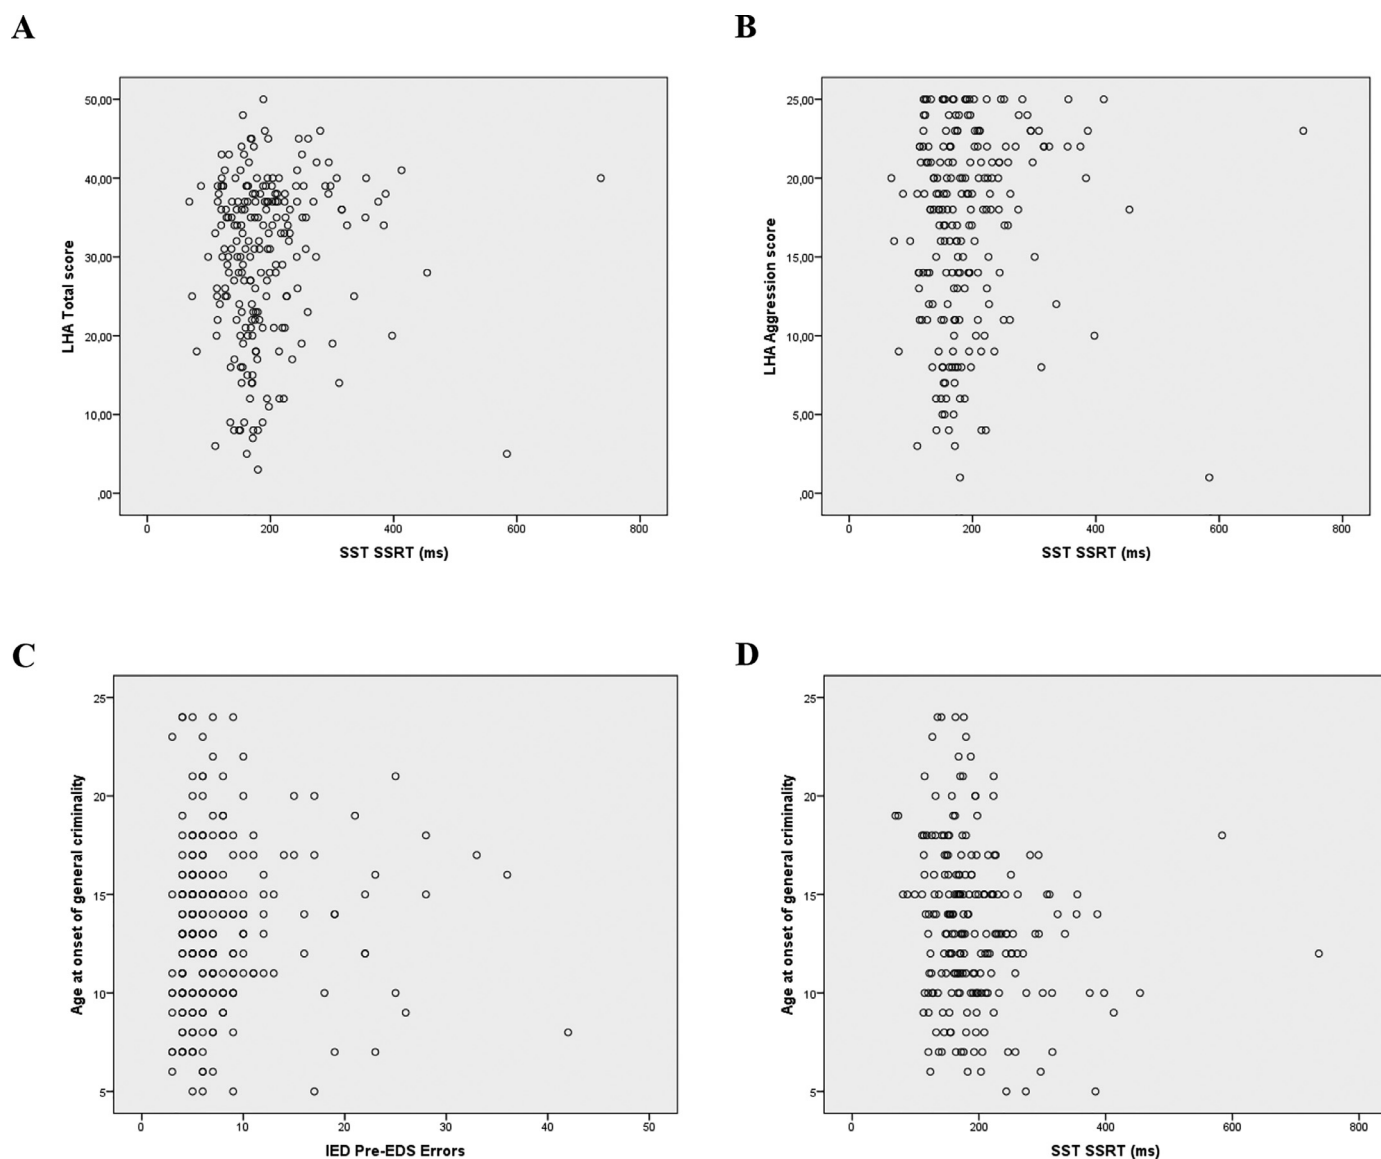 A
B
50,00
40,00
30,00
20,00
10,00
,00
LHA Total score
0 200 400 600 800
SST SSRT (ms)
25,00
20,00
15,00
10,00
5,00
,00
LHA Aggression score
0 200 400 600 800
SST SSRT (ms)
C
D
25
20
15
10
5
Age at onset of general criminality
0 10 20 30 40 50
IED Pre-EDS Errors
25
20
15
10
5
Age at onset of general criminality
0 200 400 600 800
SST SSRT (ms)